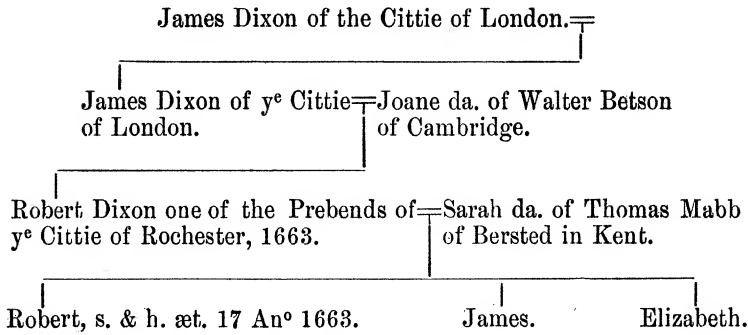 James Dixon of the Cittie of London.
James Dixon of yᵉ Cittie=Joane da. of Walter Betson
of London. of Cambridge.
Robert Dixon one of the Prebends of=Sarah da. of Thomas Mabb
yᵉ Cittie of Rochester, 1663. of Bersted in Kent.
Robert, s. & h. æt. 17 Anᵒ 1663. James. Elizabeth.